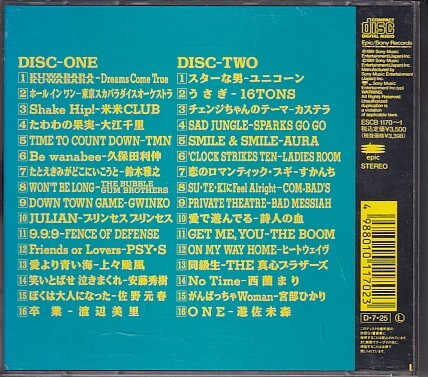 DISC-ONE
1 KUWABARA KUWABARA-Dreams Come True
2 ホール イン ワン-東京スカパラダイスオーケストラ
3 Shake Hip!-米米CLUB
4 たわわの果実-大江千里
5 TIME TO COUNT DOWN-TMN
6 Be wanabee-久保田利伸
7 たとえきみがどこにいこうと-鈴木雅之
8 WON'T BE LONG-THE BUBBLE GUM BROTHERS
9 DOWN TOWN GAME-GWINKO
10 JULIAN-プリンセス プリンセス
11 9.9.9-FENCE OF DEFENSE
12 Friends or Lovers-PSY・S
13 愛より青い海-上々颱風
14 笑いとばせ 泣きまくれ-安藤秀樹
15 ぼくは大人になった-佐野元春
16 卒業-渡辺美里
DISC-TWO
1 スターな男-ユニコーン
2 うさぎ-16TONS
3 チェンジちゃんのテーマ-カステラ
4 SAD JUNGLE-SPARKS GO GO
5 SMILE & SMILE-AURA
6 'CLOCK STRIKES TEN-LADIES ROOM
7 恋のロマンティック・ブギ-すかんち
8 SU・TE・KI:Feel Alright-COM-BAD'S
9 PRIVATE THEATRE-BAD MESSIAH
10 愛で遊んでる-詩人の血
11 GET ME, YOU-THE BOOM
12 ON MY WAY HOME-ヒートウェイヴ
13 同級生-THE 真心ブラザーズ
14 No Time-西蘭まり
15 がんばっちゃWoman-宮部ひかり
16 ONE-遊佐未森
COMPACT
disc
DIGITAL AUDIO
Epic/Sony Records
ESCB 1170~1
税込定価¥3,500
(税抜価格¥3,398)
epic
STEREO
4988010117023
D・7・25 L